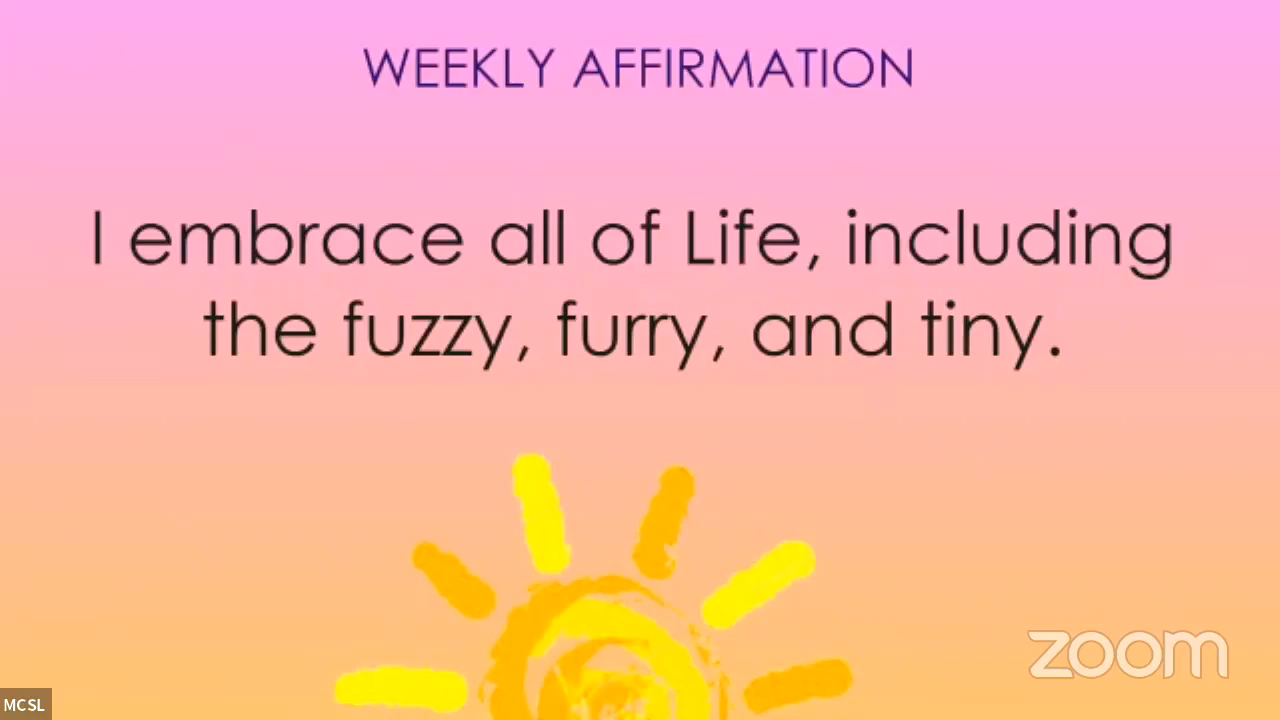 WEEKLY AFFIRMATION
I embrace all of Life, including
the fuzzy, furry, and tiny.
zoom
MCSL